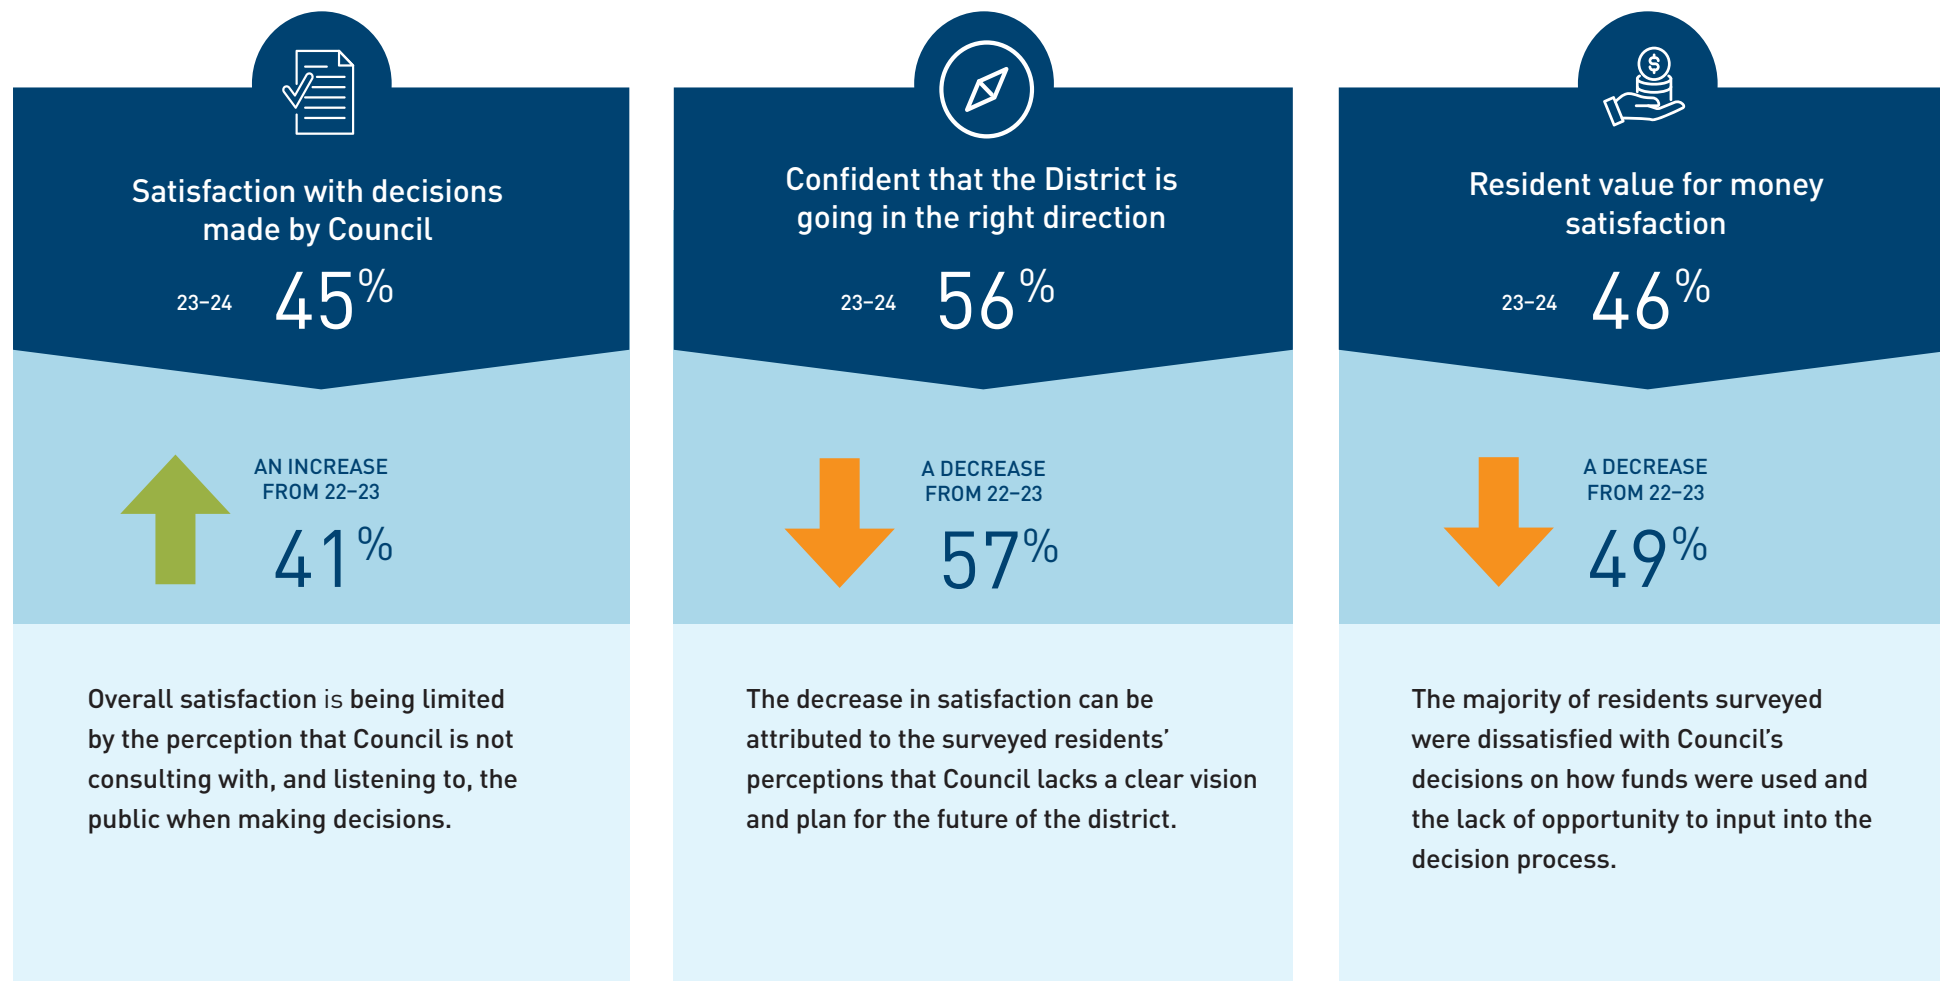 Satisfaction with decisions
made by Council
23–24 45%
AN INCREASE
FROM 22–23
41%
Overall satisfaction is being limited
by the perception that Council is not
consulting with, and listening to, the
public when making decisions.
Confident that the District is
going in the right direction
23–24 56%
A DECREASE
FROM 22–23
57%
The decrease in satisfaction can be
attributed to the surveyed residents’
perceptions that Council lacks a clear vision
and plan for the future of the district.
$
Resident value for money
satisfaction
23–24 46%
A DECREASE
FROM 22–23
49%
The majority of residents surveyed
were dissatisfied with Council’s
decisions on how funds were used and
the lack of opportunity to input into the
decision process.